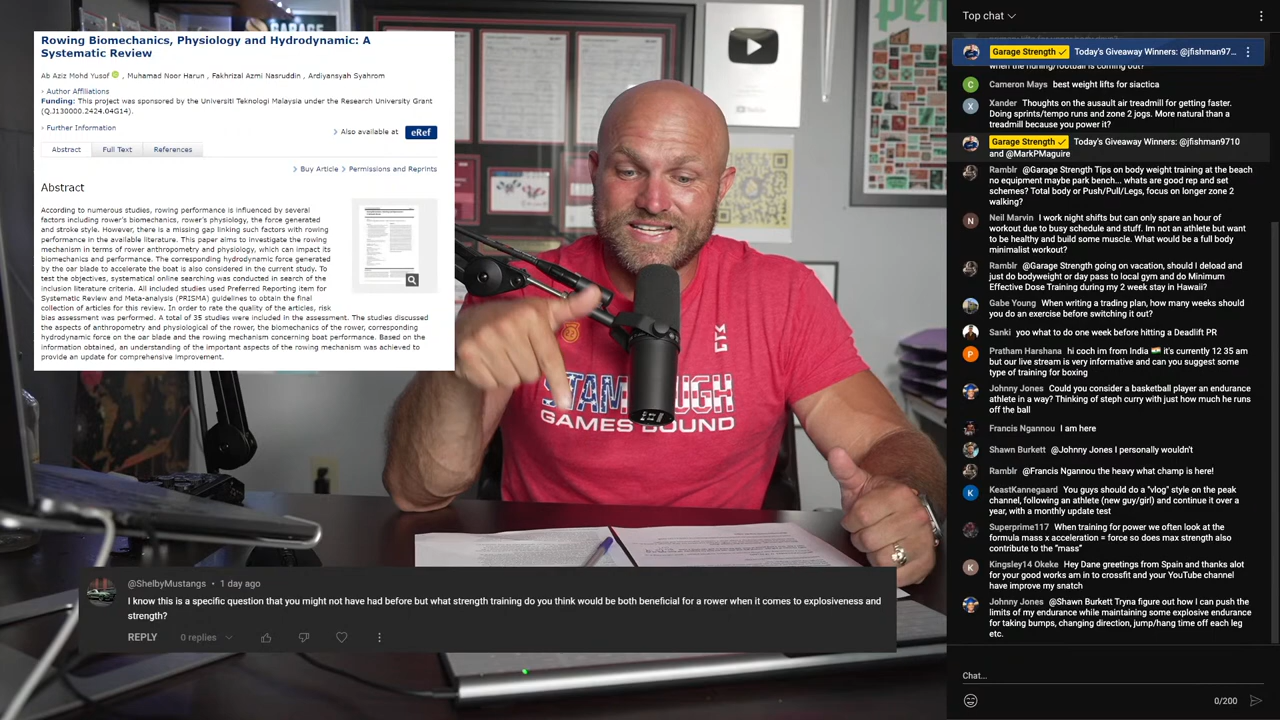 Rowing Biomechanics, Physiology and Hydrodynamic: A
Systematic Review
Ab Aziz Mohd Yusof , Muhamad Noor Harun , Fakhrizal Azmi Nasruddin , Ardiyansyah Syahrom
› Author Affiliations
Funding: This project was sponsored by the Universiti Teknologi Malaysia under the Research University Grant
(Q.J130000.2424.04G14).
› Further Information
› Also available at eRef
Abstract Full Text References
› Buy Article › Permissions and Reprints
Abstract
According to numerous studies, rowing performance is influenced by several
factors including rower's biomechanics, rower's physiology, the force generated
and stroke style. However, there is a missing gap linking such factors with rowing
performance in the available literature. This paper aims to investigate the rowing
mechanism in terms of rower anthropometry and physiology, which can impact its
biomechanics and performance. The corresponding hydrodynamic force generated
by the oar blade to accelerate the boat is also considered in the current study. To
test the objectives, systematic online searching was conducted in search of the
inclusion literature criteria. All included studies used Preferred Reporting item for
Systematic Review and Meta-analysis (PRISMA) guidelines to obtain the final
collection of articles for this review. In order to rate the quality of the articles, risk
bias assessment was performed. A total of 35 studies were included in the assessment. The studies discussed
the aspects of anthropometry and physiological of the rower, the biomechanics of the rower, corresponding
hydrodynamic force on the oar blade and the rowing mechanism concerning boat performance. Based on the
information obtained, an understanding of the important aspects of the rowing mechanism was achieved to
provide an update for comprehensive improvement.
GAMES BOUND
@ShelbyMustangs • 1 day ago
I know this is a specific question that you might not have had before but what strength training do you think would be both beneficial for a rower when it comes to explosiveness and
strength?
REPLY 0 replies
Top chat
Garage Strength Today's Giveaway Winners: @jfishman97...
when the hunting/football is coming out?
Cameron Mays best weight lifts for siactica
Xander Thoughts on the assault air treadmill for getting faster.
Doing sprints/tempo runs and zone 2 jogs. More natural than a
treadmill because you power it?
Garage Strength Today's Giveaway Winners: @jfishman9710
and @MarkPMaguire
Ramblr @Garage Strength Tips on body weight training at the beach
no equipment maybe park bench... whats are good rep and set
schemes? Total body or Push/Pull/Legs, focus on longer zone 2
walking?
Neil Marvin I work night shifts but can only spare an hour of
workout due to busy life, childcare and stuff. I'm not athlete but want
to be healthy and build some muscle. What would be a full body
minimalist workout?
Ramblr @Garage Strength going on vacation should I deload and
just do bodyweight or day pass to local gym and do Minimum
Effective Dose Training during my 2 week stay in Hawaii?
Gabe Young When writing a trading plan, how many weeks should
you do an exercise before switching it out?
Sanki yoo what to do one week before hitting a Deadlift PR
Pratham Harshana hi coch im from India 🇮🇳 it's currently 12 35 am
but our live stream is very informative and can you suggest some
type of training for boxing
Johnny Jones Could you consider a basketball player an endurance
athlete in a way? Thinking of steph curry with just how much he runs
off the ball
Francis Ngannou I am here
Shawn Burkett @Johnny Jones I personally wouldn't
Ramblr @Francis Ngannou the heavy what champ is here!
KeastKannegaard You guys should do a "vlog" style on the peak
channel, following an athlete (new guy/girl) and continue it over a
year, with a monthly update test
Superprime117 When training for power we often look at the
formula mass x acceleration = force so does max strength also
contribute to the "mass"
Kingsley14 Okeke Hey Dane greetings from Spain and thanks alot
for your good works am in to crossfit and your YouTube channel
have improve my snatch
Johnny Jones @Shawn Burkett Tryna figure out how I can push the
limits of my endurance while maintaining some explosive endurance
for taking bumps, changing direction, jump/hang time off each leg
etc.
Chat...
0/200